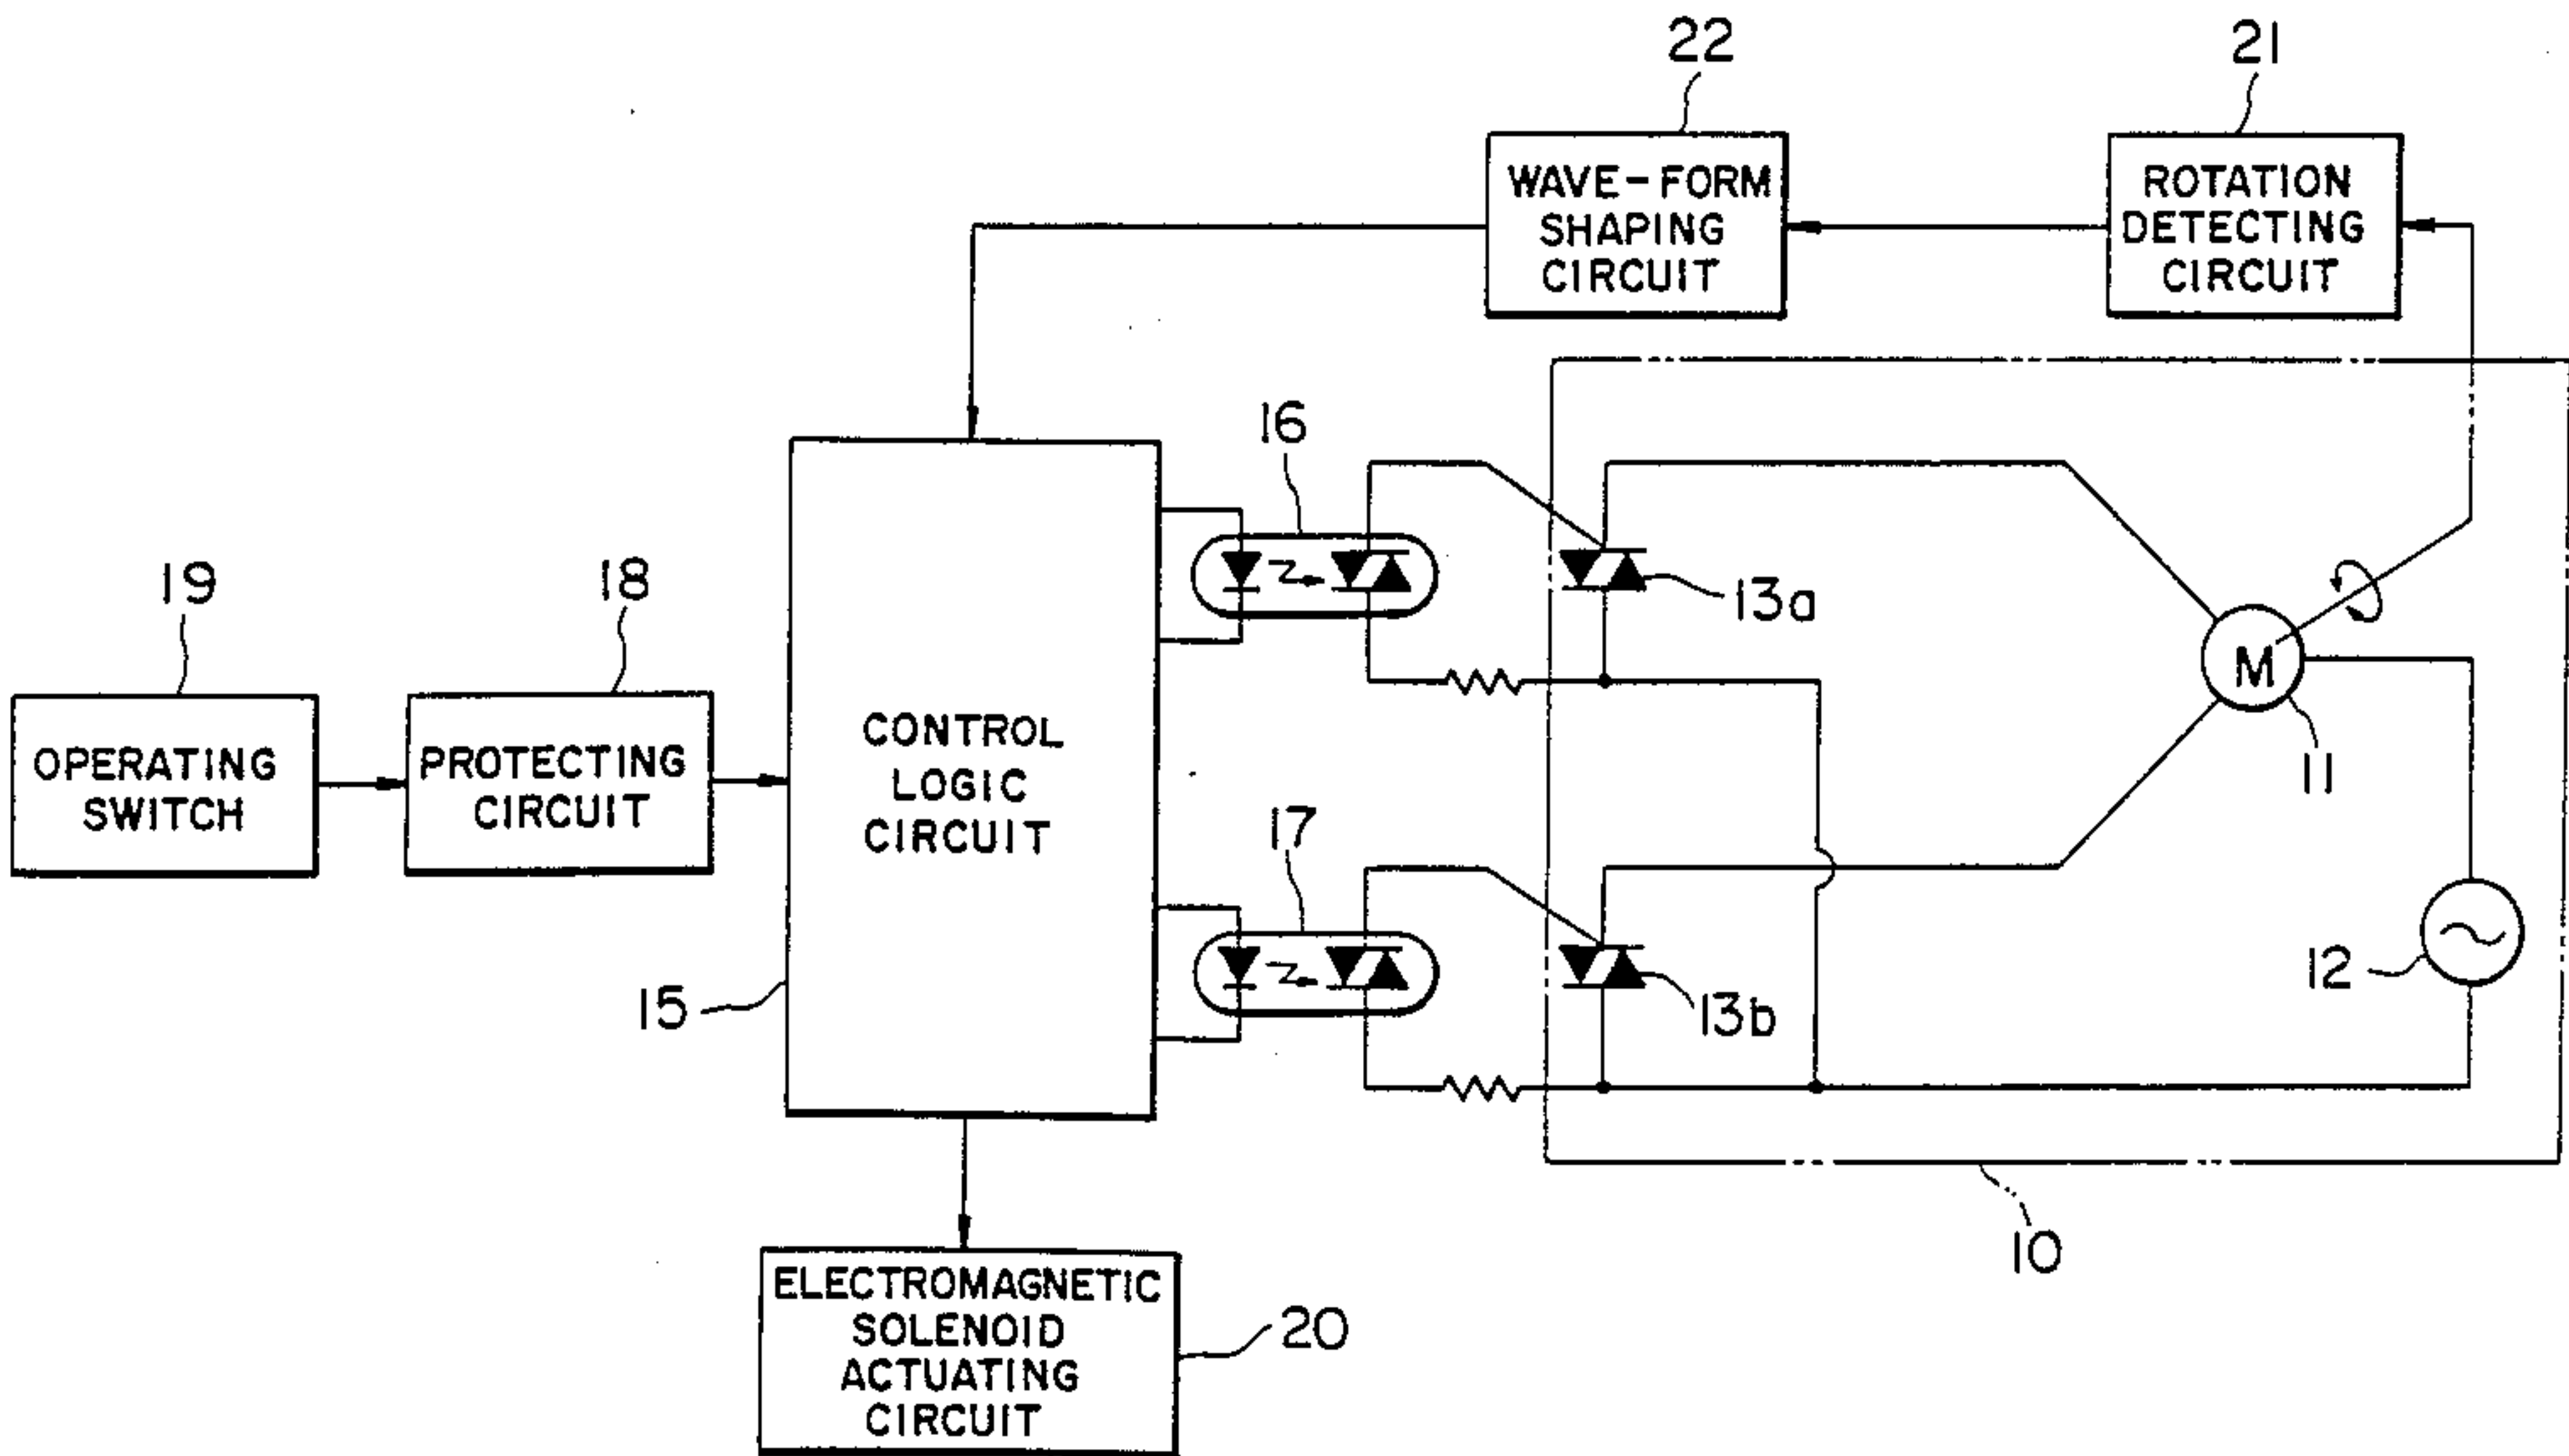 22
21
WAVE-FORM
SHAPING
CIRCUIT
ROTATION
DETECTING
CIRCUIT
16
19
18
13a
M
11
OPERATING
SWITCH
PROTECTING
CIRCUIT
CONTROL
LOGIC
CIRCUIT
17
12
15
13b
10
ELECTROMAGNETIC
SOLENOID
ACTUATING
CIRCUIT
20